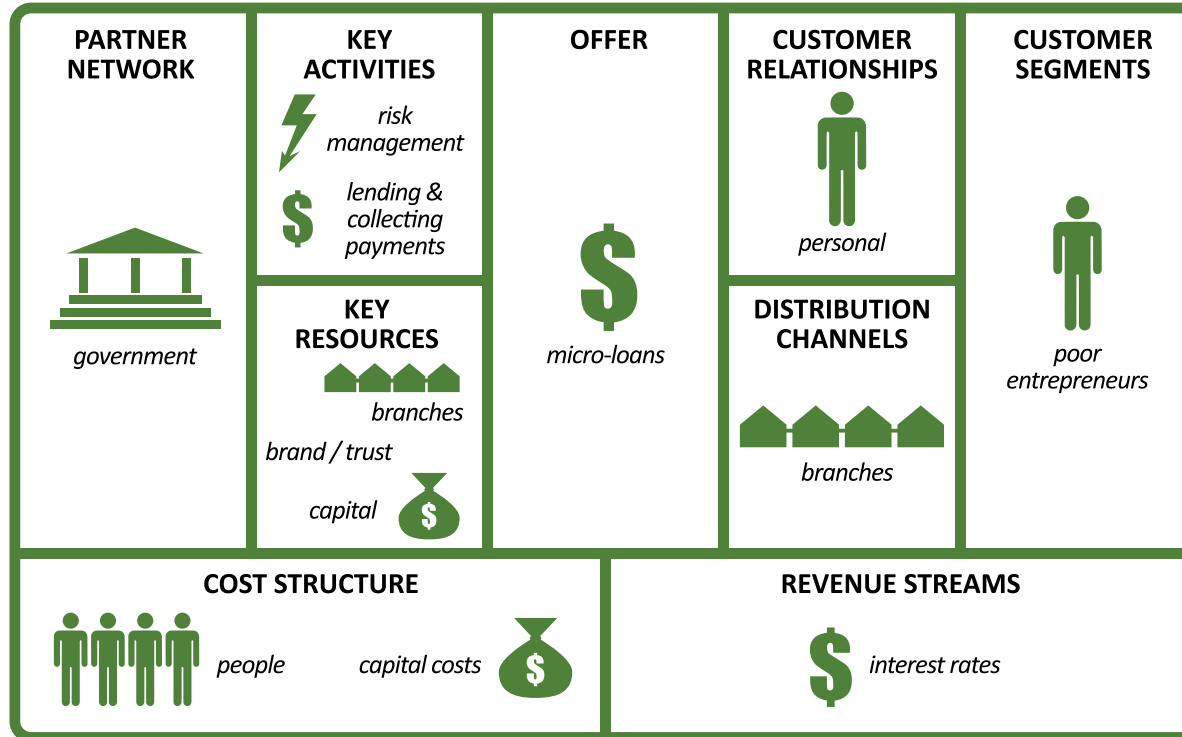 PARTNER
NETWORK
government
KEY
ACTIVITIES
risk
management
$
lending &
collecting
payments
KEY
RESOURCES
branches
brand / trust
capital
$
OFFER
$
micro-loans
CUSTOMER
RELATIONSHIPS
personal
DISTRIBUTION
CHANNELS
branches
CUSTOMER
SEGMENTS
poor
entrepreneurs
COST STRUCTURE
people
capital costs
$
REVENUE STREAMS
$
interest rates